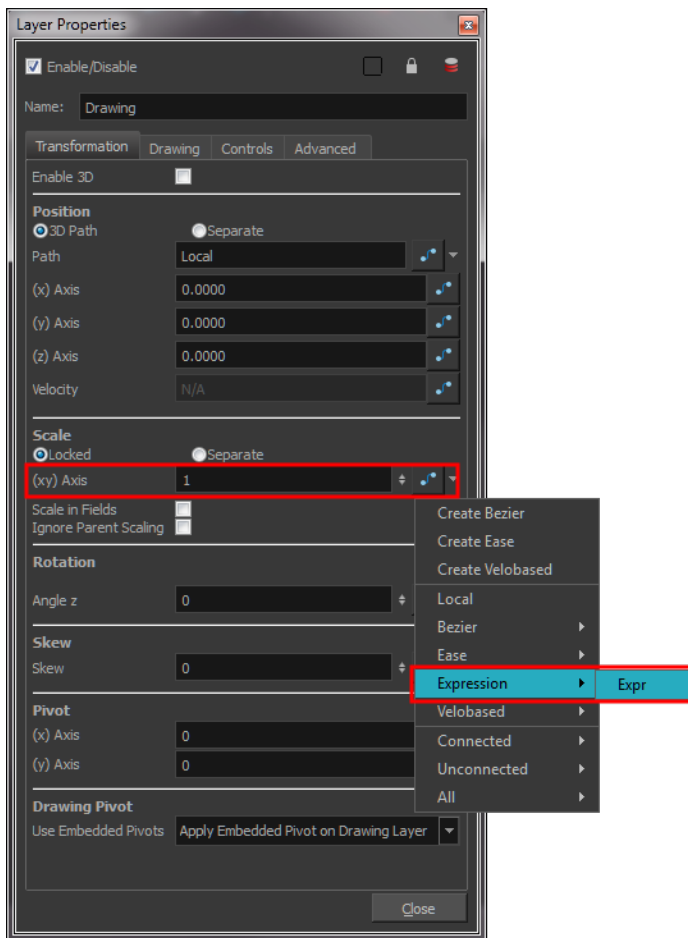 Layer Properties
Enable/Disable
Name: Drawing
Transformation Drawing Controls Advanced
Enable 3D
Position
3D Path Separate
Path Local
(x) Axis 0.0000
(y) Axis 0.0000
(z) Axis 0.0000
Velocity N/A
Scale
Locked Separate
(xy) Axis 1
Scale in Fields
Ignore Parent Scaling
Rotation
Angle z 0
Skew
Skew 0
Pivot
(x) Axis 0
(y) Axis 0
Drawing Pivot
Use Embedded Pivots Apply Embedded Pivot on Drawing Layer
Close
Create Bezier
Create Ease
Create Velobased
Local
Bezier
Ease
Expression Expr
Velobased
Connected
Unconnected
All